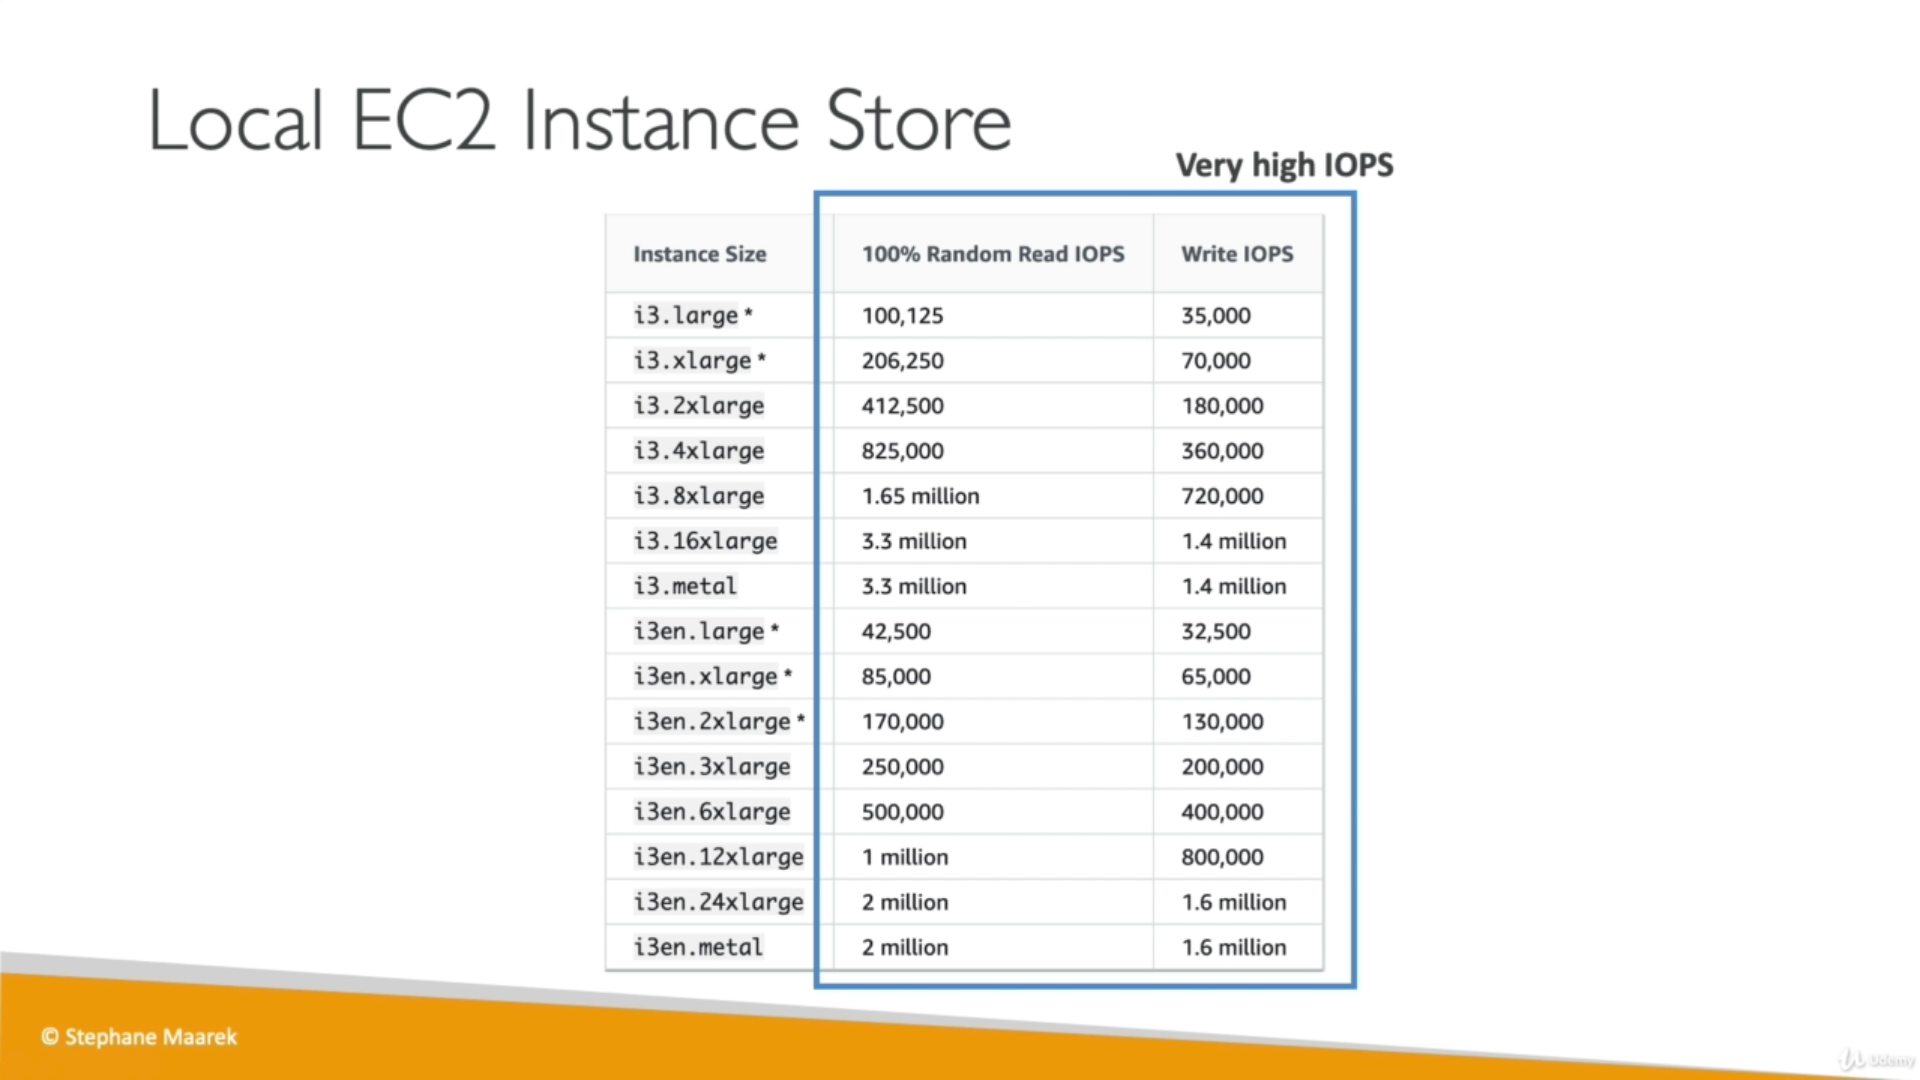 Local EC2 Instance Store
Very high IOPS
Instance Size 100% Random Read IOPS Write IOPS
i3.large * 100,125 35,000
i3.xlarge * 206,250 70,000
i3.2xlarge 412,500 180,000
i3.4xlarge 825,000 360,000
i3.8xlarge 1.65 million 720,000
i3.16xlarge 3.3 million 1.4 million
i3.metal 3.3 million 1.4 million
i3en.large * 42,500 32,500
i3en.xlarge * 85,000 65,000
i3en.2xlarge * 170,000 130,000
i3en.3xlarge 250,000 200,000
i3en.6xlarge 500,000 400,000
i3en.12xlarge 1 million 800,000
i3en.24xlarge 2 million 1.6 million
i3en.metal 2 million 1.6 million
© Stephane Maarek
Udemy